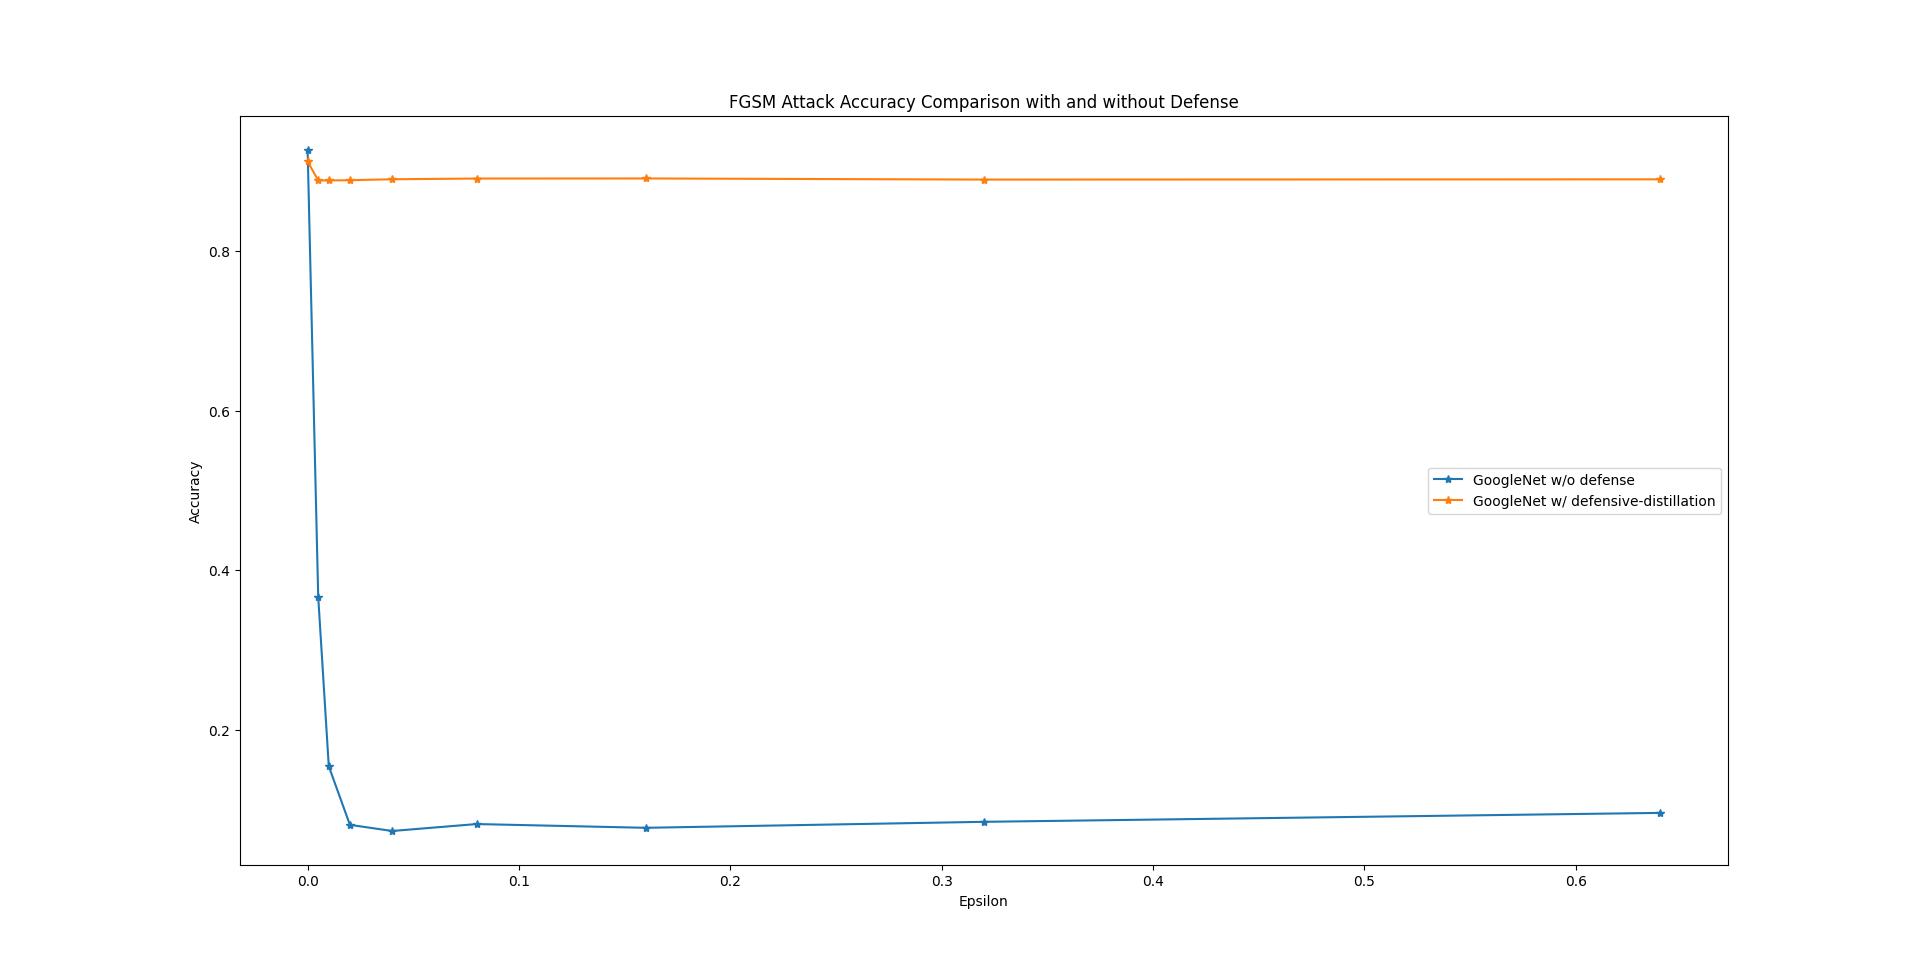 FGSM Attack Accuracy Comparison with and without Defense
Accuracy
0.8
0.6
0.4
0.2
GoogleNet w/o defense
GoogleNet w/ defensive-distillation
0.0 0.1 0.2 0.3 0.4 0.5 0.6
Epsilon